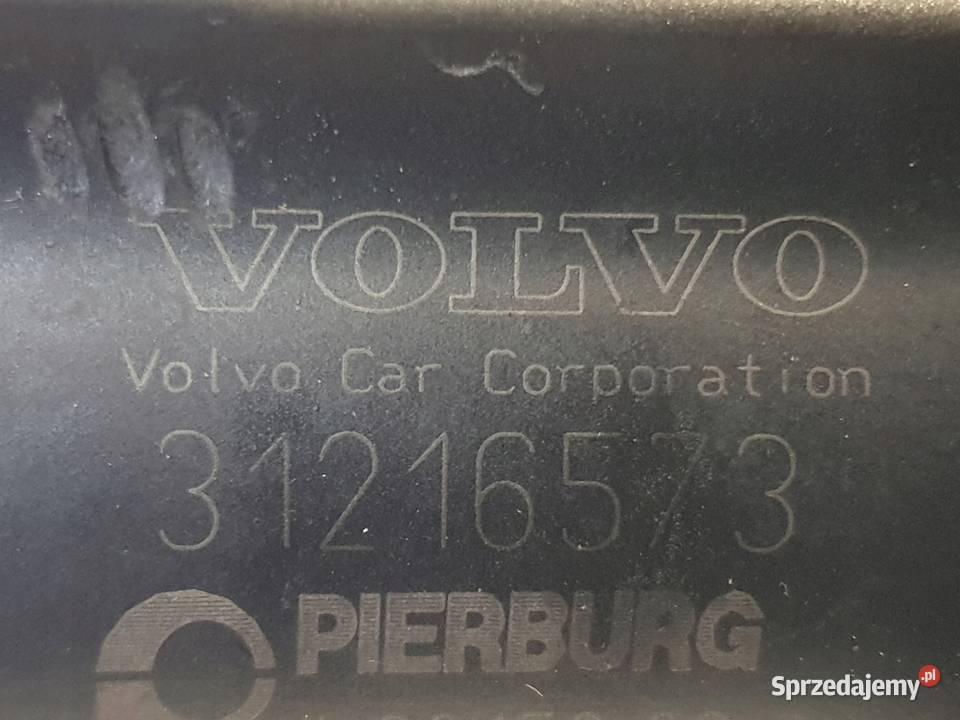 VOLVO
Volvo Car Corporation
31216573
PIERBURG
Sprzedajemy.pl